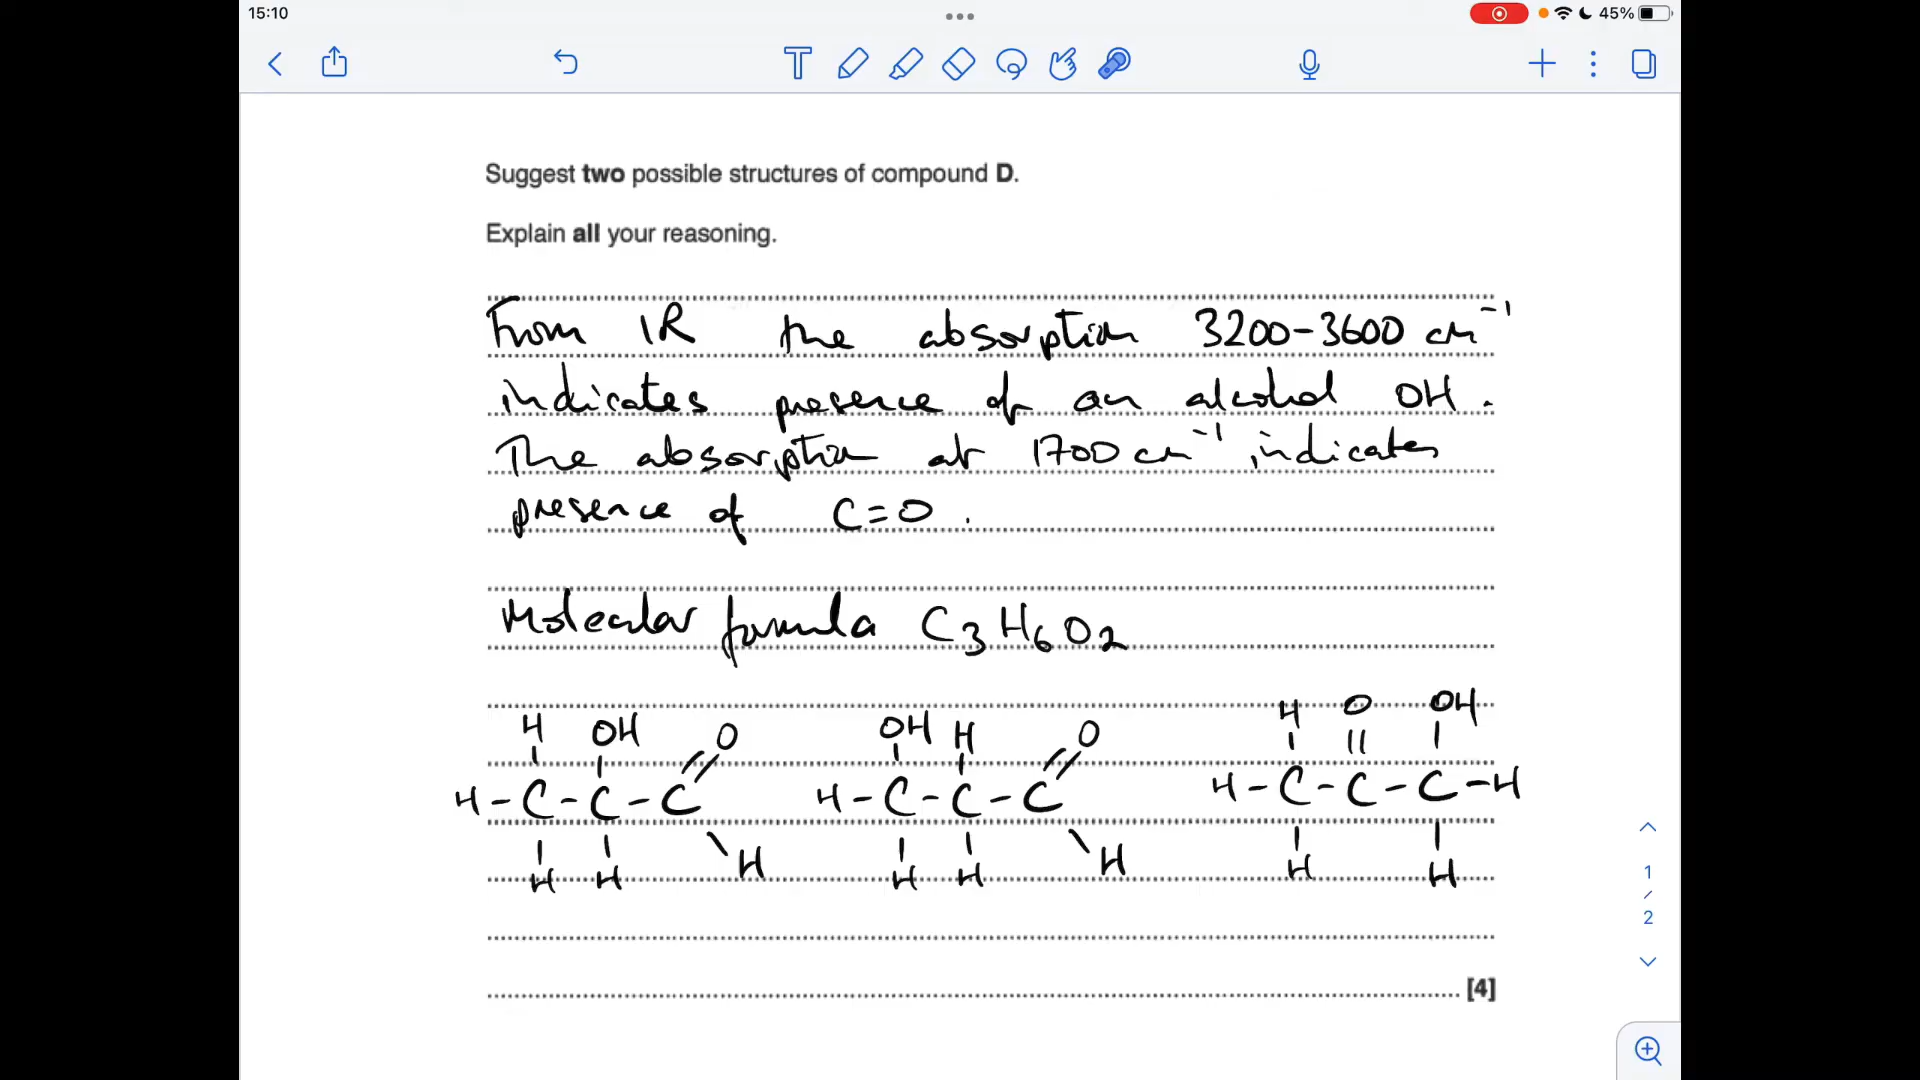 15:10
45%
Suggest two possible structures of compound D.
Explain all your reasoning.
From IR the absorption 3200-3600 cm⁻¹
indicates presence of an alcohol OH.
The absorption at 1700 cm⁻¹ indicates
presence of C=O.
Molecular formula C₃H₆O₂
H OH O OH H O H O OH
H-C-C-C H-C-C-C H-C-C-C-H
H H H H H H H H
1
/
2
[4]